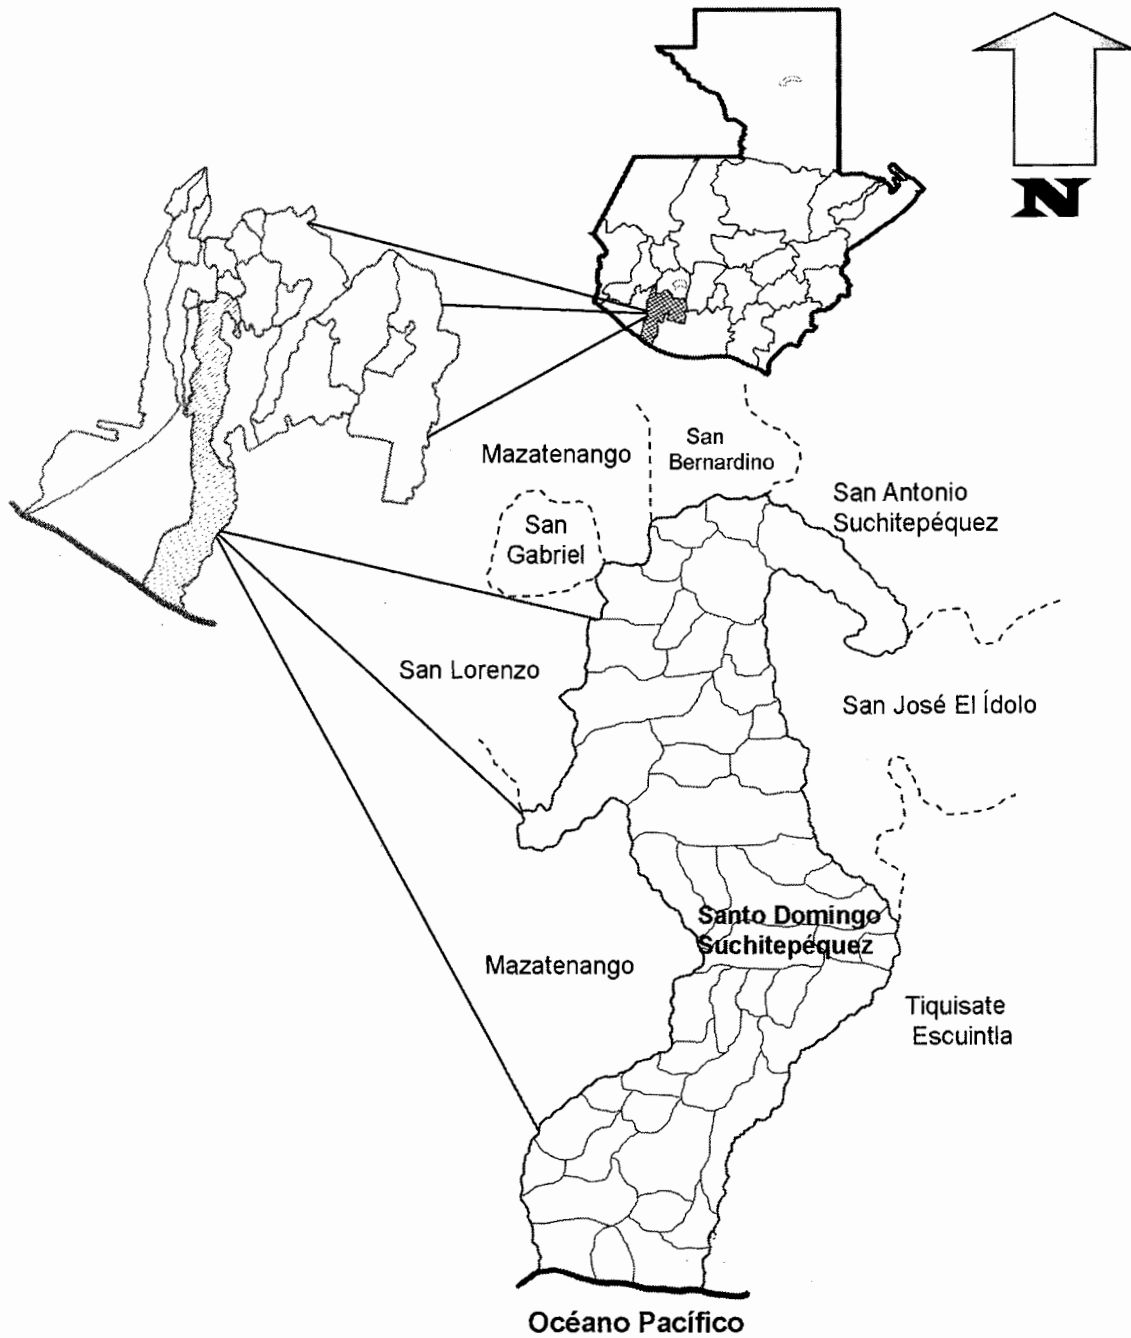 N
Mazatenango
San
Bernardino
San Antonio
Suchitepéquez
San
Gabriel
San Lorenzo
San José El Ídolo
Santo Domingo
Suchitepéquez
Mazatenango
Tiquisate
Escuintla
Océano Pacífico